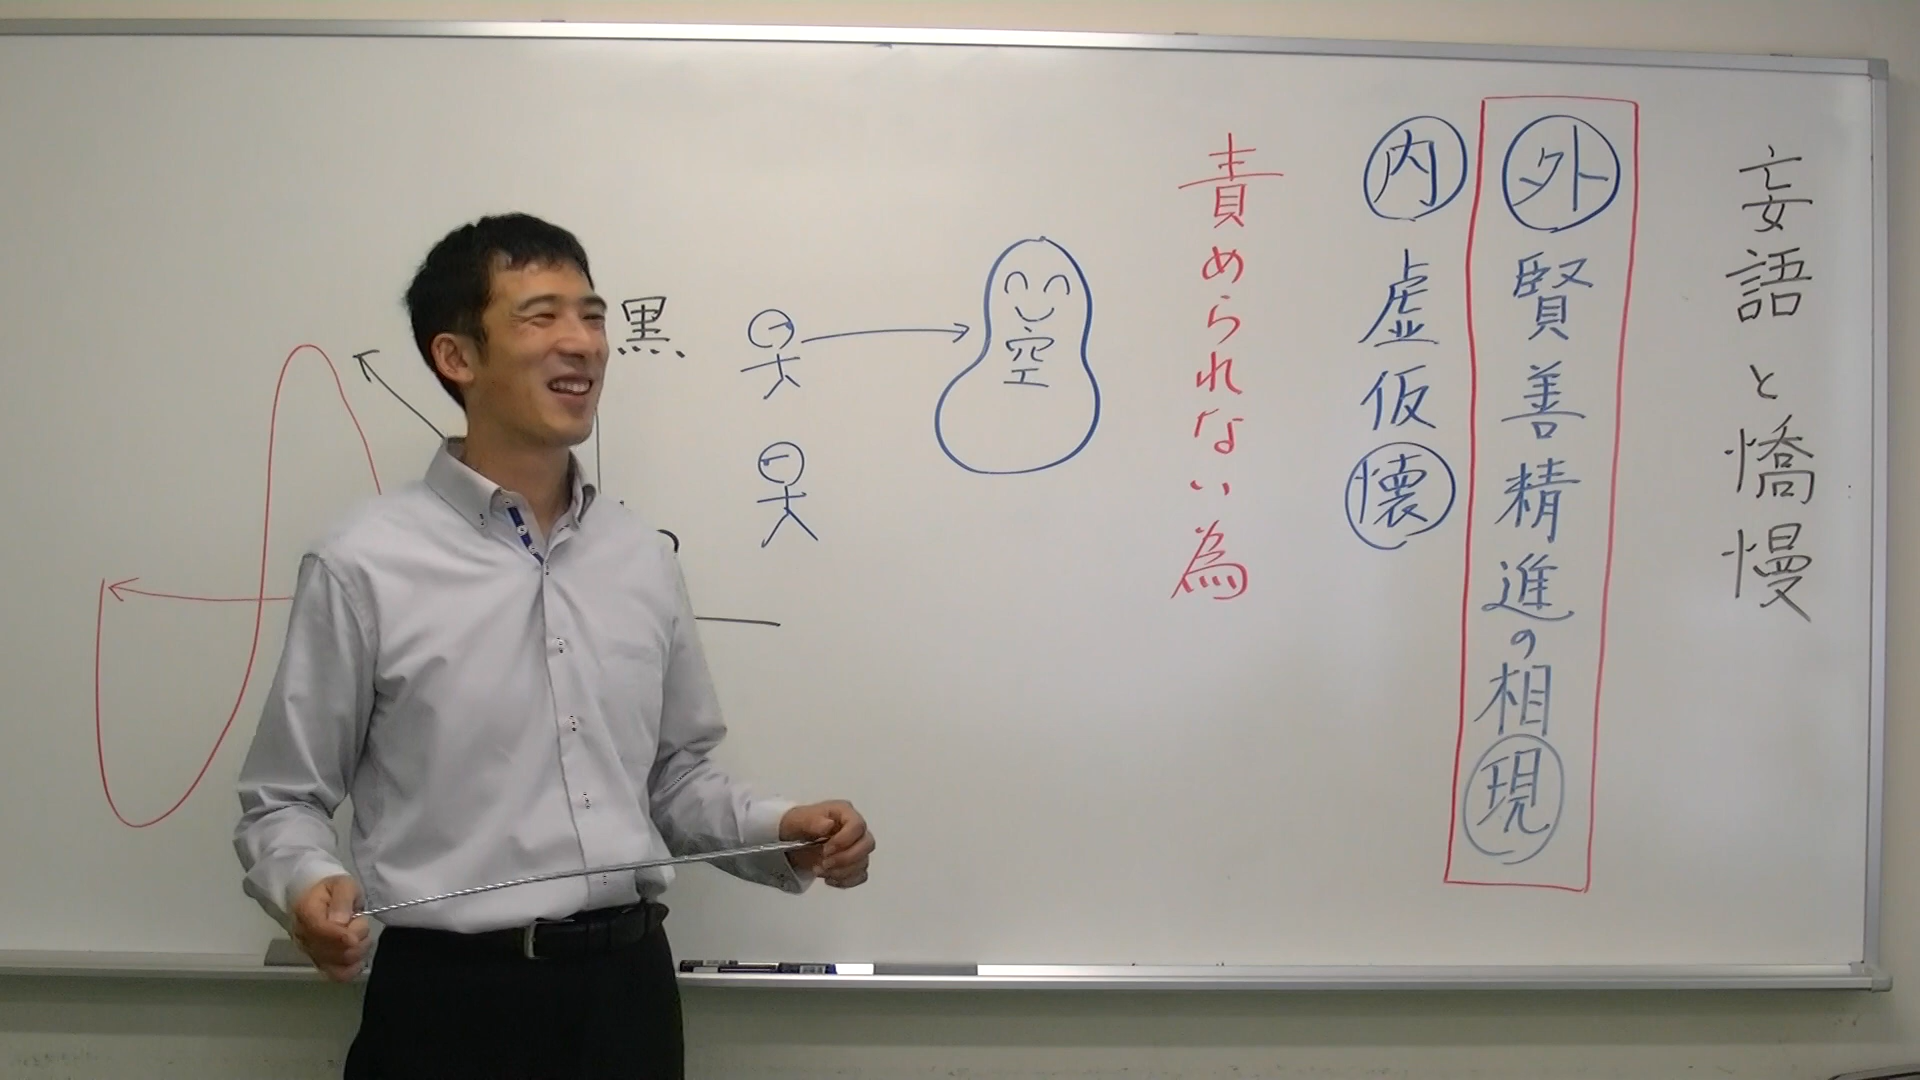 妄語と憍慢
外 賢善精進の相現
内 虚仮懐
責められない為
空
黒